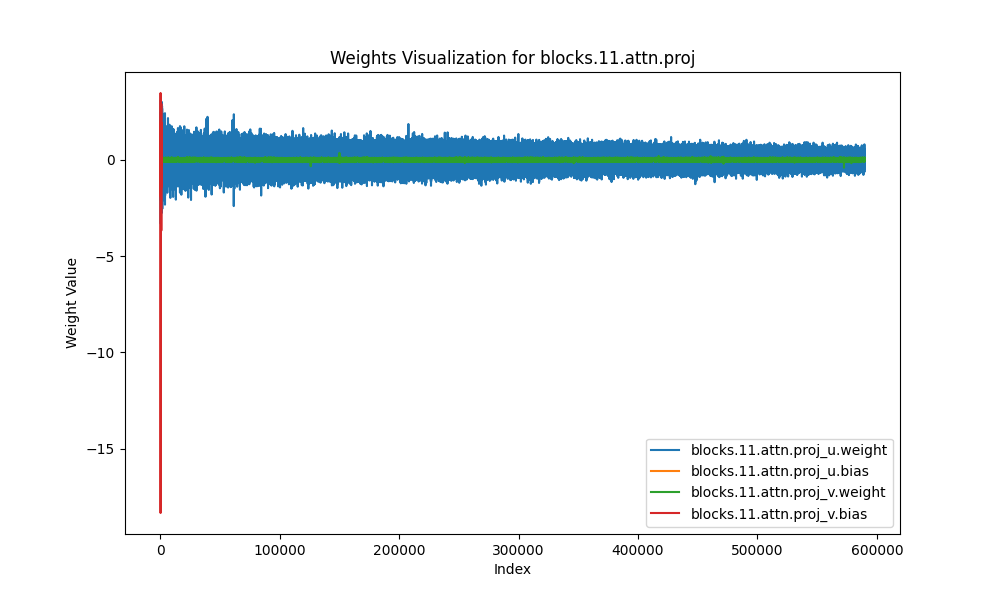 Weights Visualization for blocks.11.attn.proj
Weight Value
0
−5
−10
−15
blocks.11.attn.proj_u.weight
blocks.11.attn.proj_u.bias
blocks.11.attn.proj_v.weight
blocks.11.attn.proj_v.bias
0 100000 200000 300000 400000 500000 600000
Index